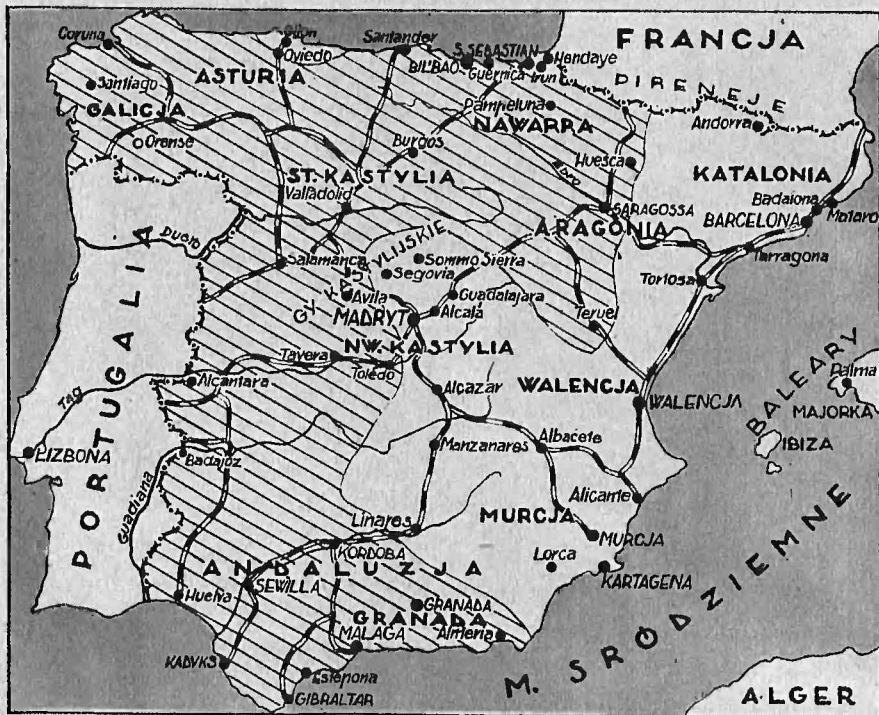 Coruna
Gijon
Oviedo
Santander
BILBAO
S. SEBASTIAN
Guernica
Irun
Hendaye
FRANCJA
PIRENEJE
Santiago
ASTURIA
GALICJA
Orense
Pampeluna
NAWARRA
Andorra
Burgos
Ebro
Huesca
KATALONIA
ST. KASTYLIA
Valladolid
SARAGOSSA
Badalona
BARCELONA
Mataro
ARAGONIA
Tarragona
Duero
Salamanca
GY KASTYLIJSKIE
Sommo Sierra
Segovia
Tortosa
Avila
Guadalajara
MADRYT
Alcalá
Teruel
NW. KASTYLIA
Tavera
Toledo
PORTUGALIA
Tag
Alcantara
Alcazar
WALENCJA
WALENCJA
BALEARY
Palma
MAJORKA
IBIZA
LIZBONA
Badajoz
Manzanares
Albacete
Guadiana
Alicante
Linares
MURCJA
MURCJA
KORDOBA
Lorca
KARTAGENA
ANDALUZJA
SEWILLA
Huelva
GRANADA
GRANADA
MALAGA
Almeria
KADYKS
Estepona
GIBRALTAR
M. SRÓDZIEMNE
ALGER